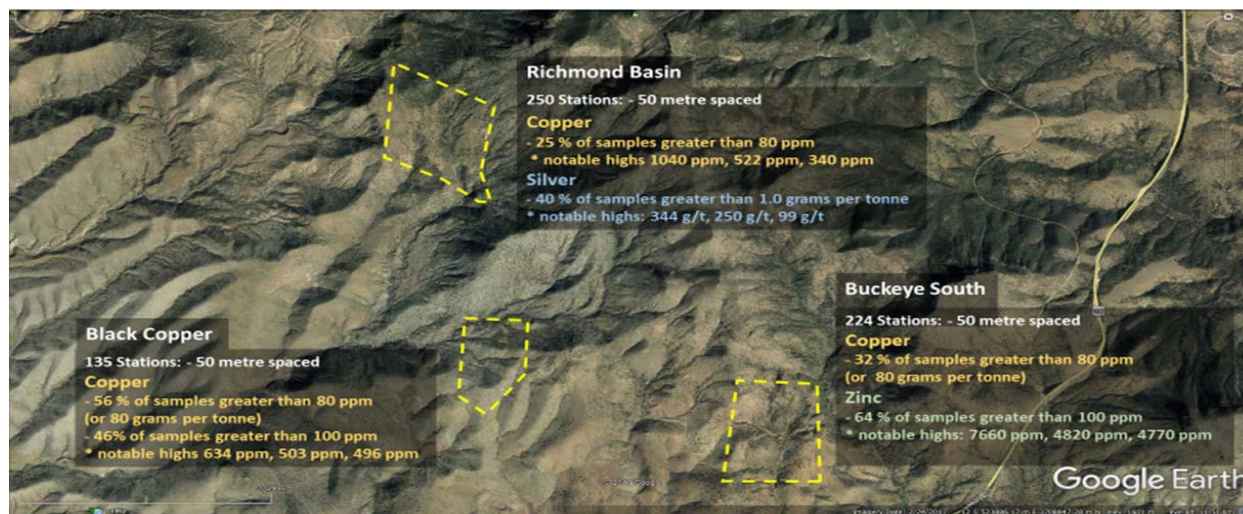 Richmond Basin
250 Stations: - 50 metre spaced
Copper
- 25 % of samples greater than 80 ppm
* notable highs 1040 ppm, 522 ppm, 340 ppm
Silver
- 40 % of samples greater than 1.0 grams per tonne
* notable highs: 344 g/t, 250 g/t, 99 g/t
Buckeye South
224 Stations: - 50 metre spaced
Copper
- 32 % of samples greater than 80 ppm
(or 80 grams per tonne)
Zinc
- 64 % of samples greater than 100 ppm
* notable highs: 7660 ppm, 4820 ppm, 4770 ppm
Black Copper
135 Stations: - 50 metre spaced
Copper
- 56 % of samples greater than 80 ppm
(or 80 grams per tonne)
- 46% of samples greater than 100 ppm
* notable highs 634 ppm, 503 ppm, 496 ppm
Google Earth